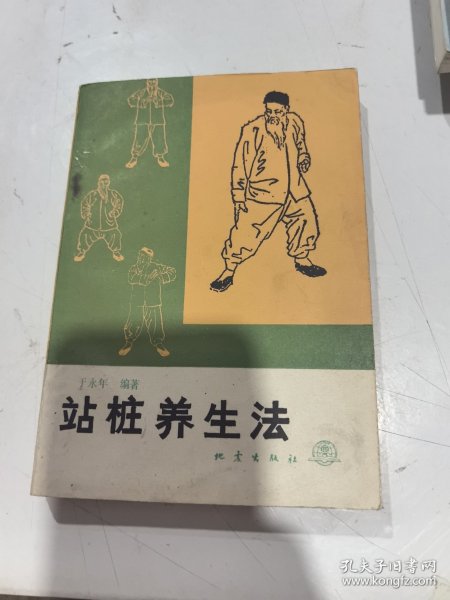 于永年 编著
站桩养生法
地震出版社
孔夫子旧书网
www.kongfz.com